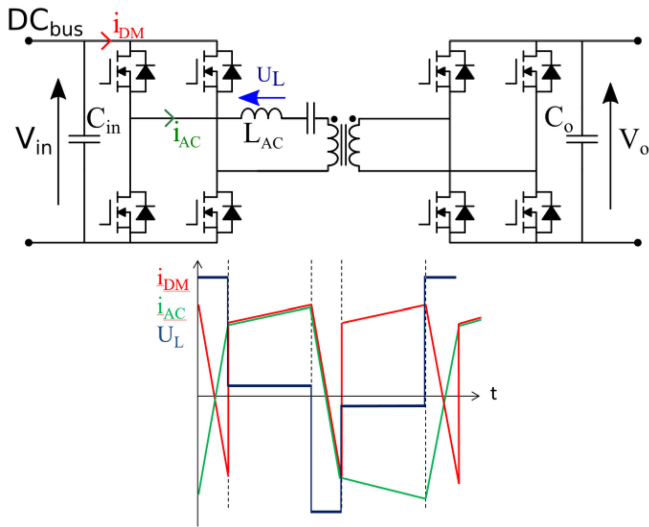 DCbus
iDM
UL
Vin
Cin
iAC
LAC
Co
Vo
iDM
iAC
UL
t